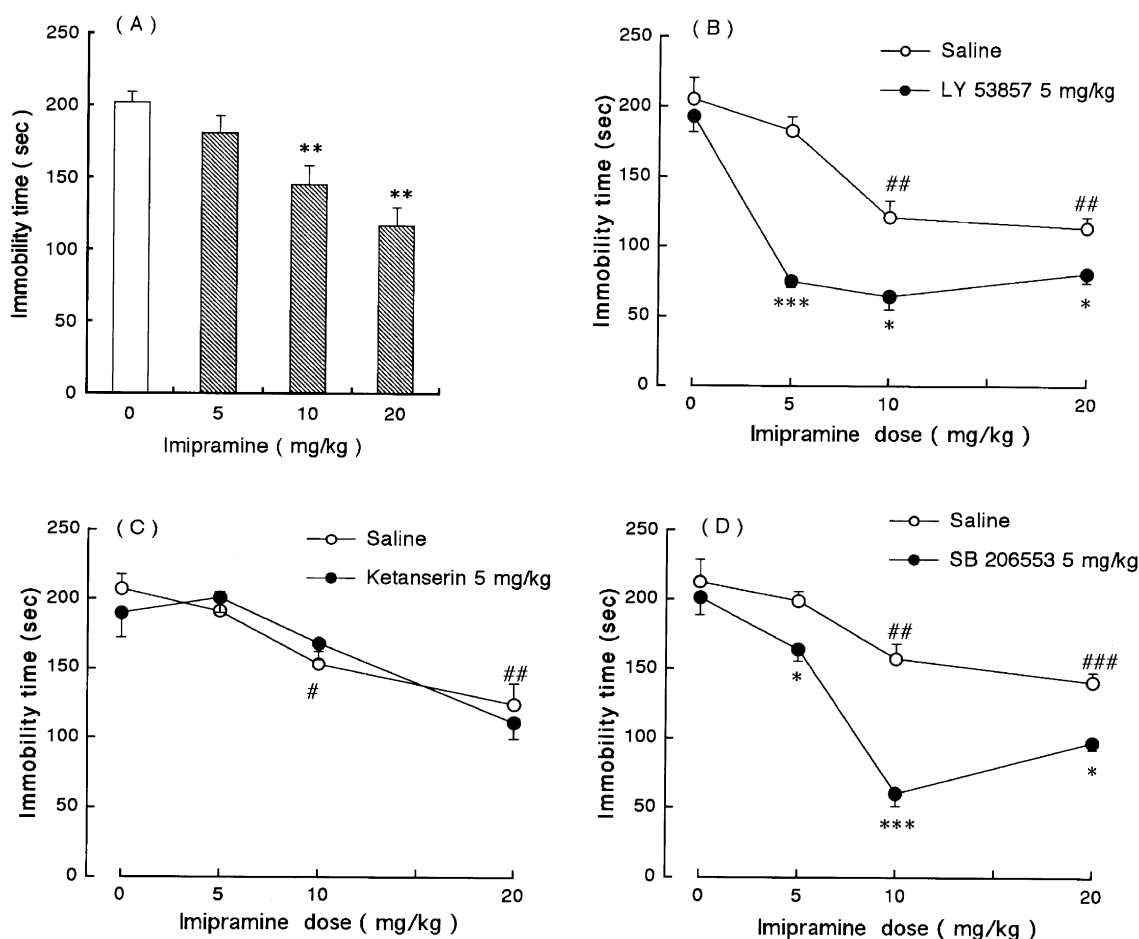 ( A )
250
200
150
100
50
0
Immobility time ( sec )
**
**
0 5 10 20
Imipramine ( mg/kg )
( B )
Saline
LY 53857 5 mg/kg
250
200
150
100
50
0
Immobility time (sec)
##
##
***
*
*
0 5 10 20
Imipramine dose ( mg/kg )
( C )
Saline
Ketanserin 5 mg/kg
250
200
150
100
50
0
Immobility time (sec)
#
##
0 5 10 20
Imipramine dose ( mg/kg )
( D )
Saline
SB 206553 5 mg/kg
250
200
150
100
50
0
Immobility time (sec)
##
###
*
***
*
0 5 10 20
Imipramine dose ( mg/kg )